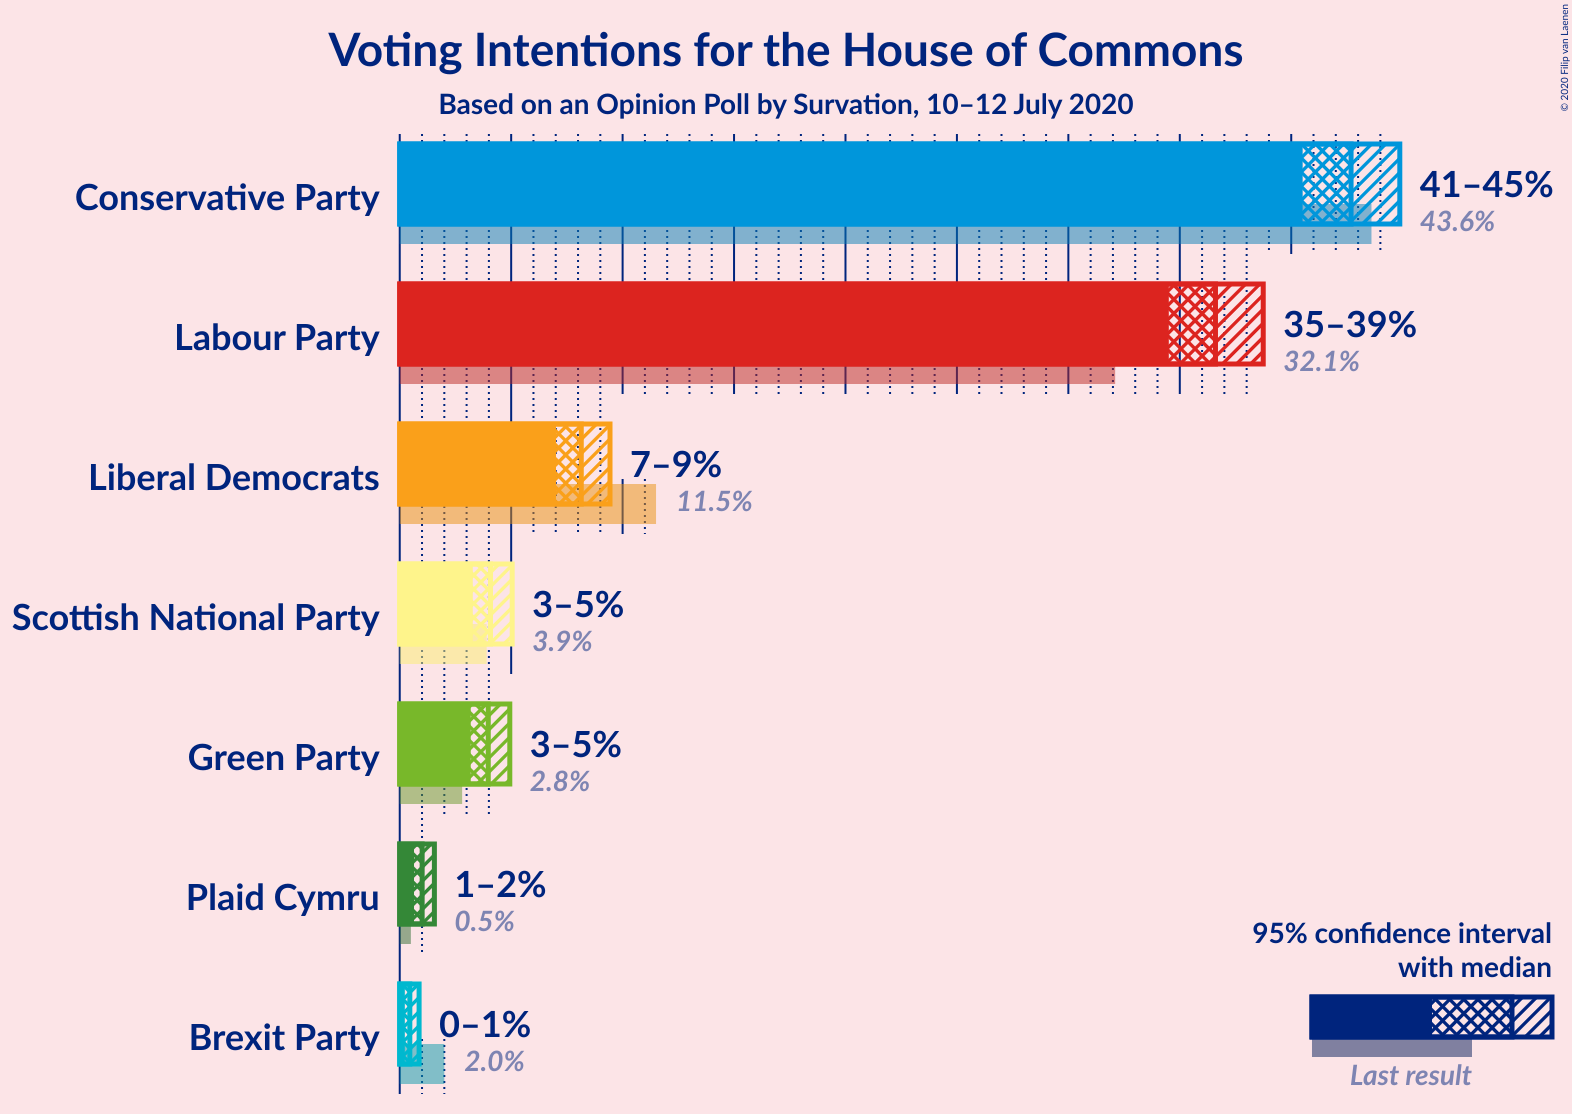 Voting Intentions for the House of Commons
Based on an Opinion Poll by Survation, 10–12 July 2020
© 2020 Filip van Laenen
Conservative Party
41–45%
43.6%
Labour Party
35–39%
32.1%
Liberal Democrats
7–9%
11.5%
Scottish National Party
3–5%
3.9%
Green Party
3–5%
2.8%
Plaid Cymru
1–2%
0.5%
Brexit Party
0–1%
2.0%
95% confidence interval
with median
Last result